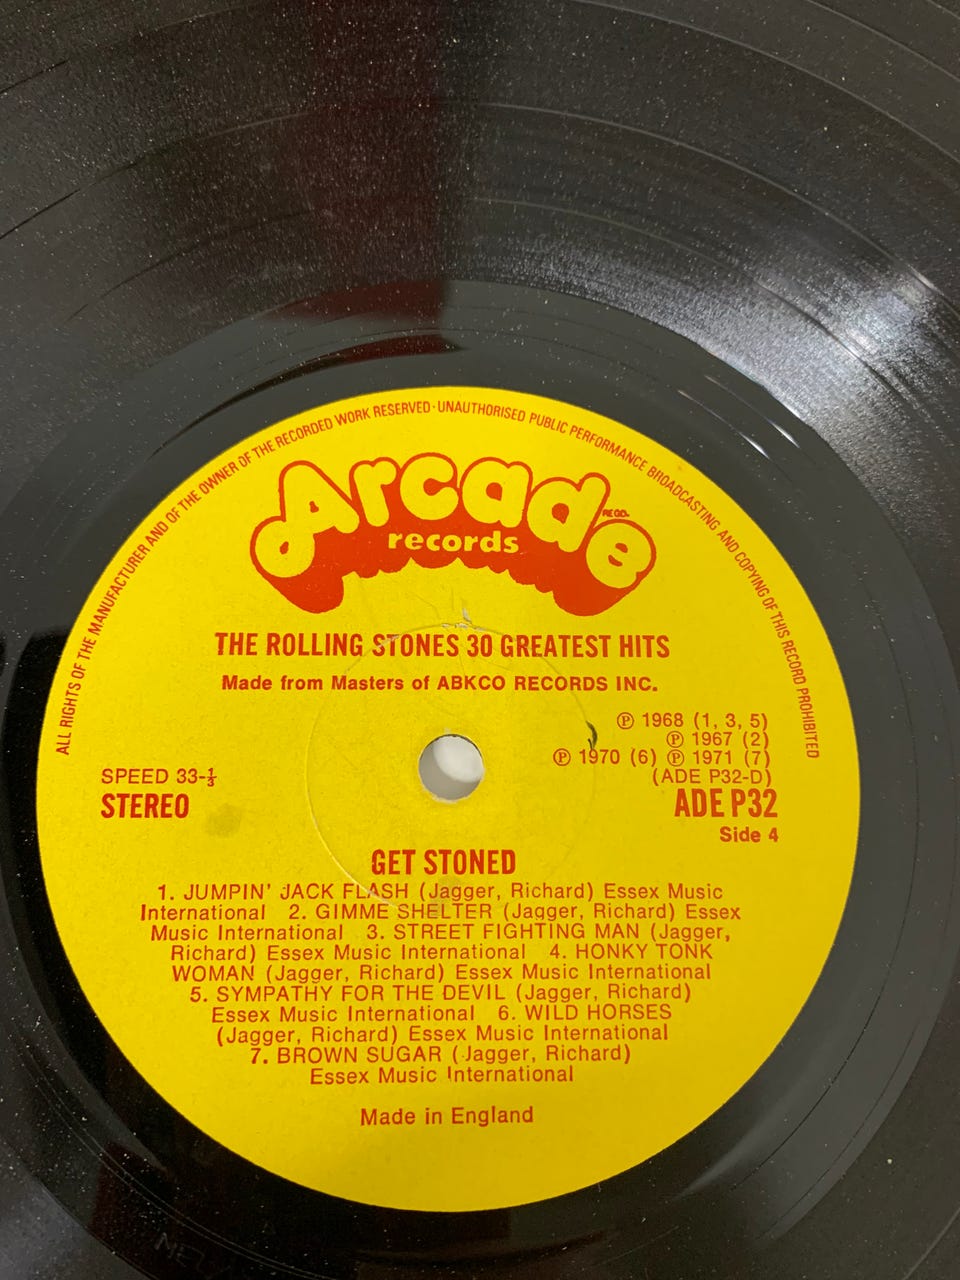 ALL RIGHTS OF THE MANUFACTURER AND OF THE OWNER OF THE RECORDED WORK RESERVED · UNAUTHORISED PUBLIC PERFORMANCE BROADCASTING AND COPYING OF THIS RECORD PROHIBITED
Arcade REGD.
records
THE ROLLING STONES 30 GREATEST HITS
Made from Masters of ABKCO RECORDS INC.
℗ 1968 (1, 3, 5)
℗ 1967 (2)
℗ 1970 (6) ℗ 1971 (7)
SPEED 33-⅓ (ADE P32-D)
STEREO ADE P32
Side 4
GET STONED
1. JUMPIN' JACK FLASH (Jagger, Richard) Essex Music
International 2. GIMME SHELTER (Jagger, Richard) Essex
Music International 3. STREET FIGHTING MAN (Jagger,
Richard) Essex Music International 4. HONKY TONK
WOMAN (Jagger, Richard) Essex Music International
5. SYMPATHY FOR THE DEVIL (Jagger, Richard)
Essex Music International 6. WILD HORSES
(Jagger, Richard) Essex Music International
7. BROWN SUGAR (Jagger, Richard)
Essex Music International
Made in England